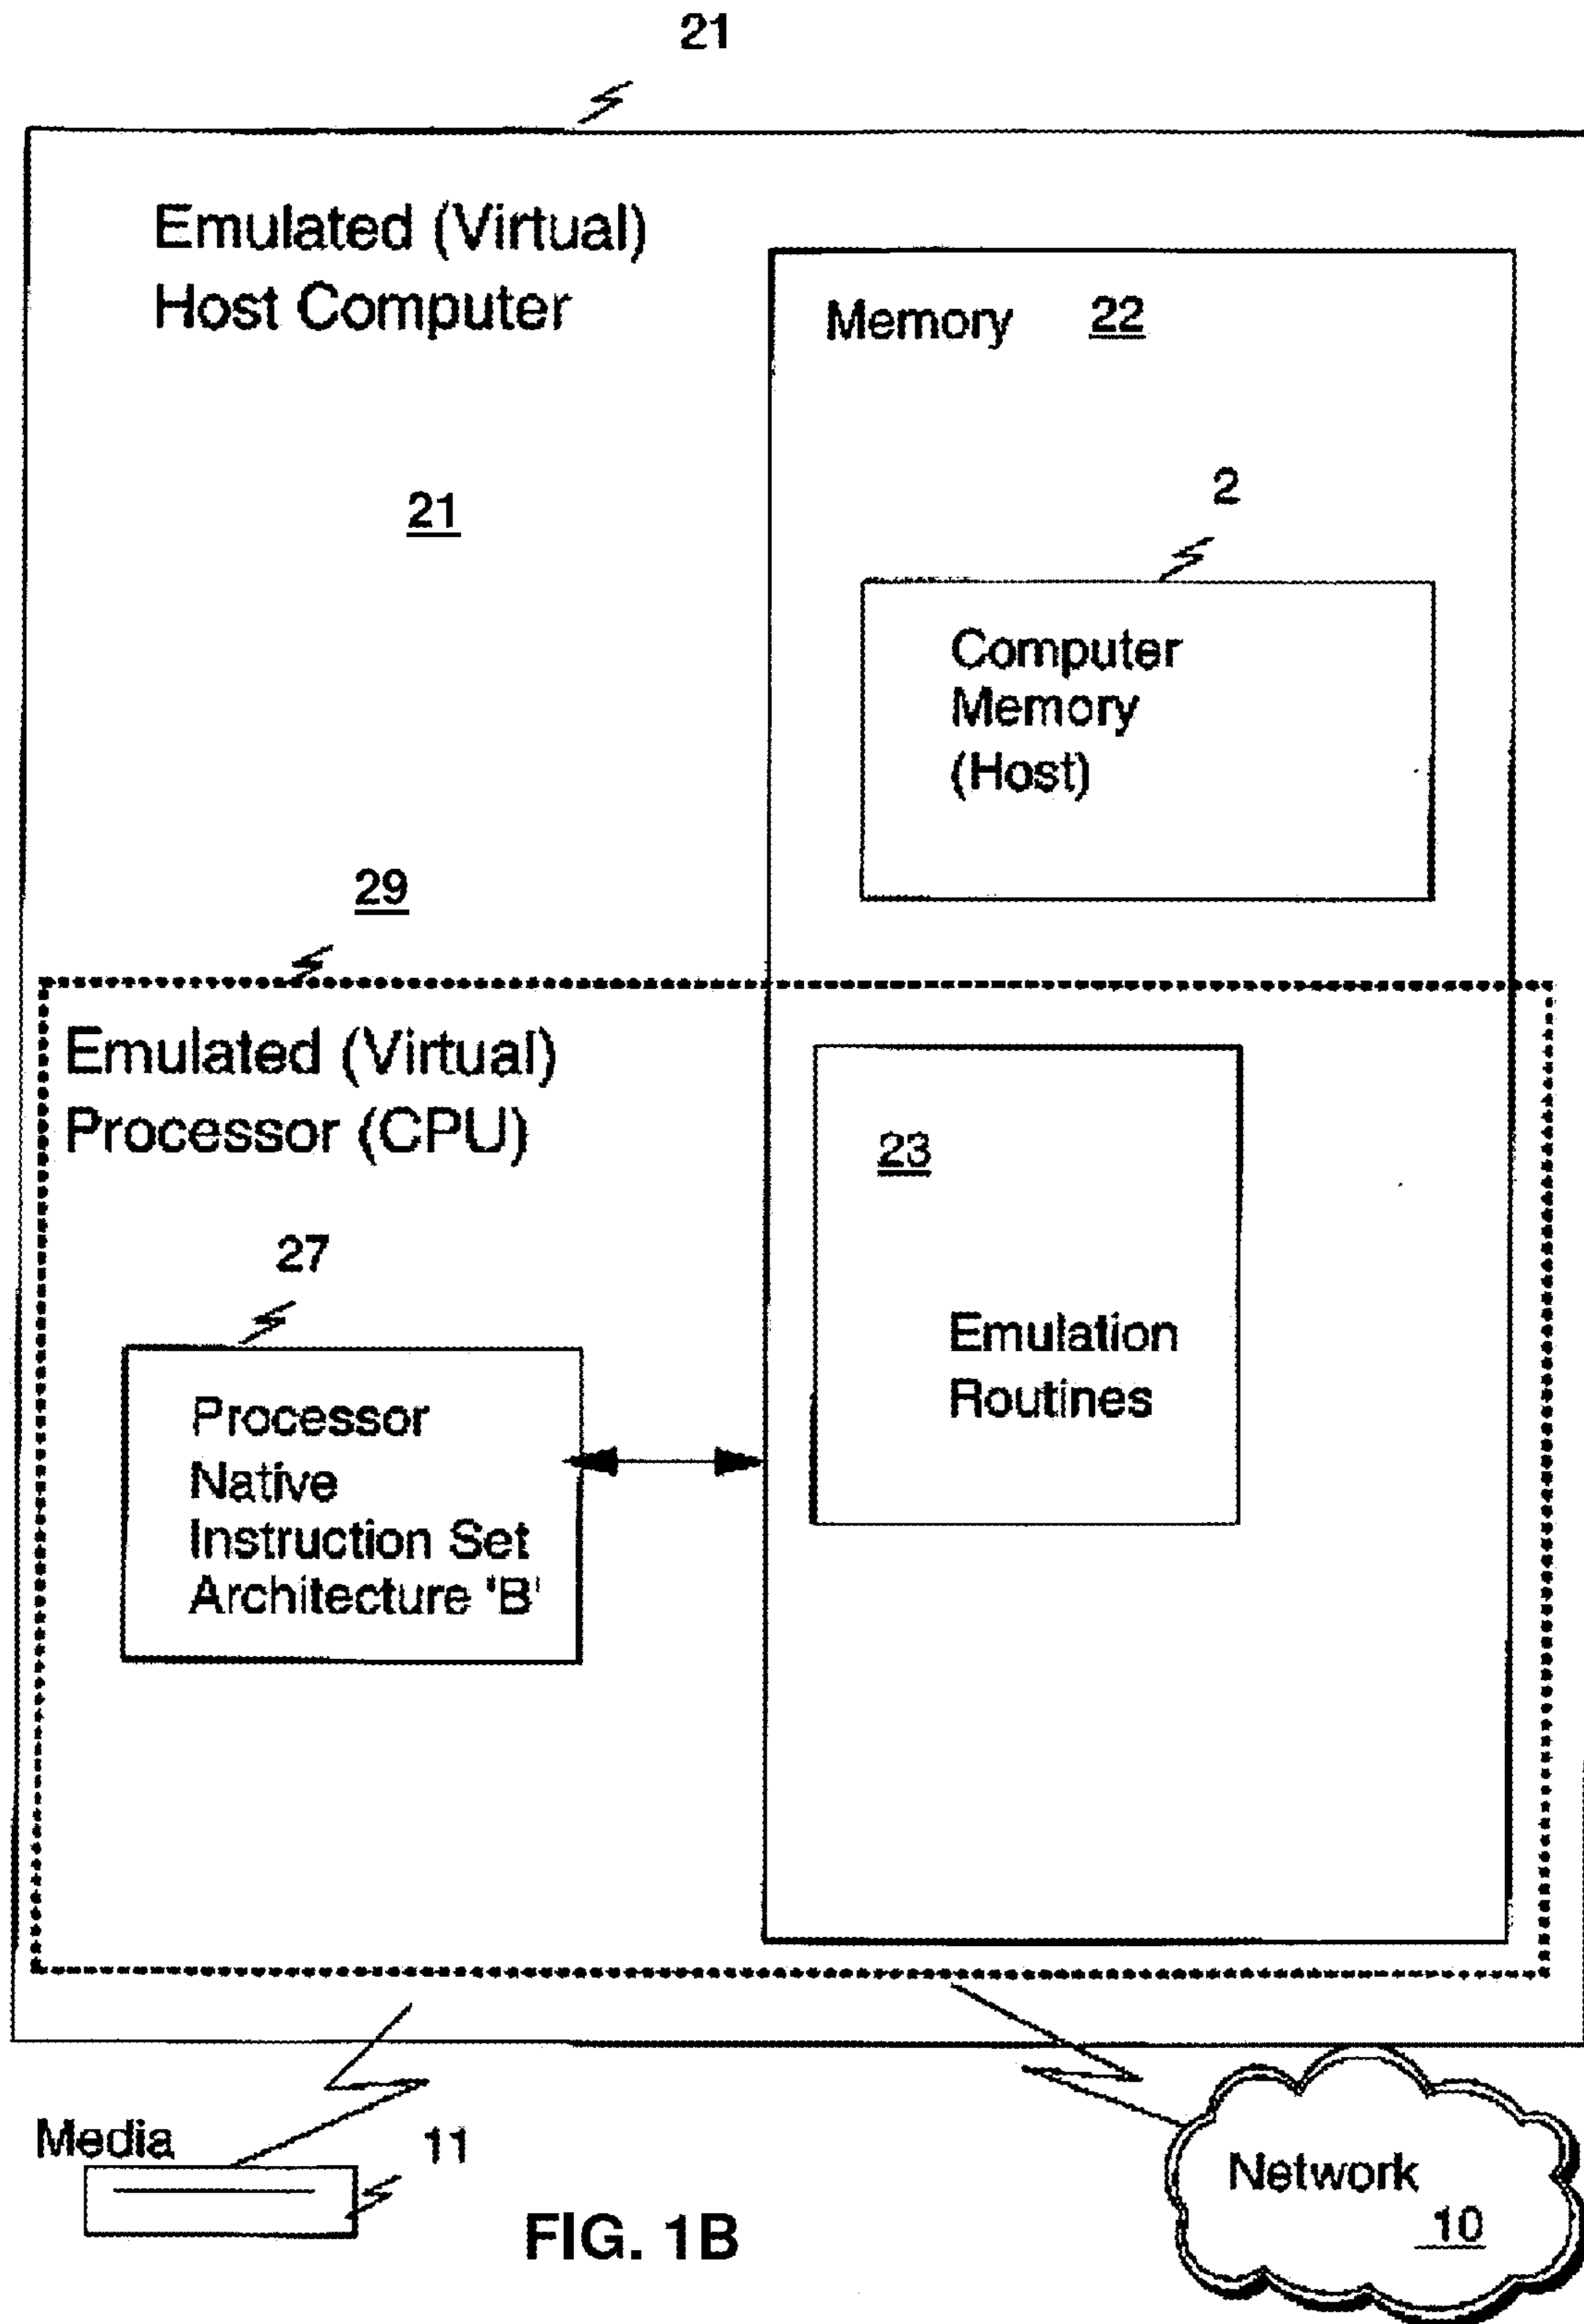 21
Emulated (Virtual)
Host Computer
21
Memory 22
2
Computer
Memory
(Host)
29
Emulated (Virtual)
Processor (CPU)
27
Processor
Native
Instruction Set
Architecture 'B'
23
Emulation
Routines
Media
11
Network
10
FIG. 1B